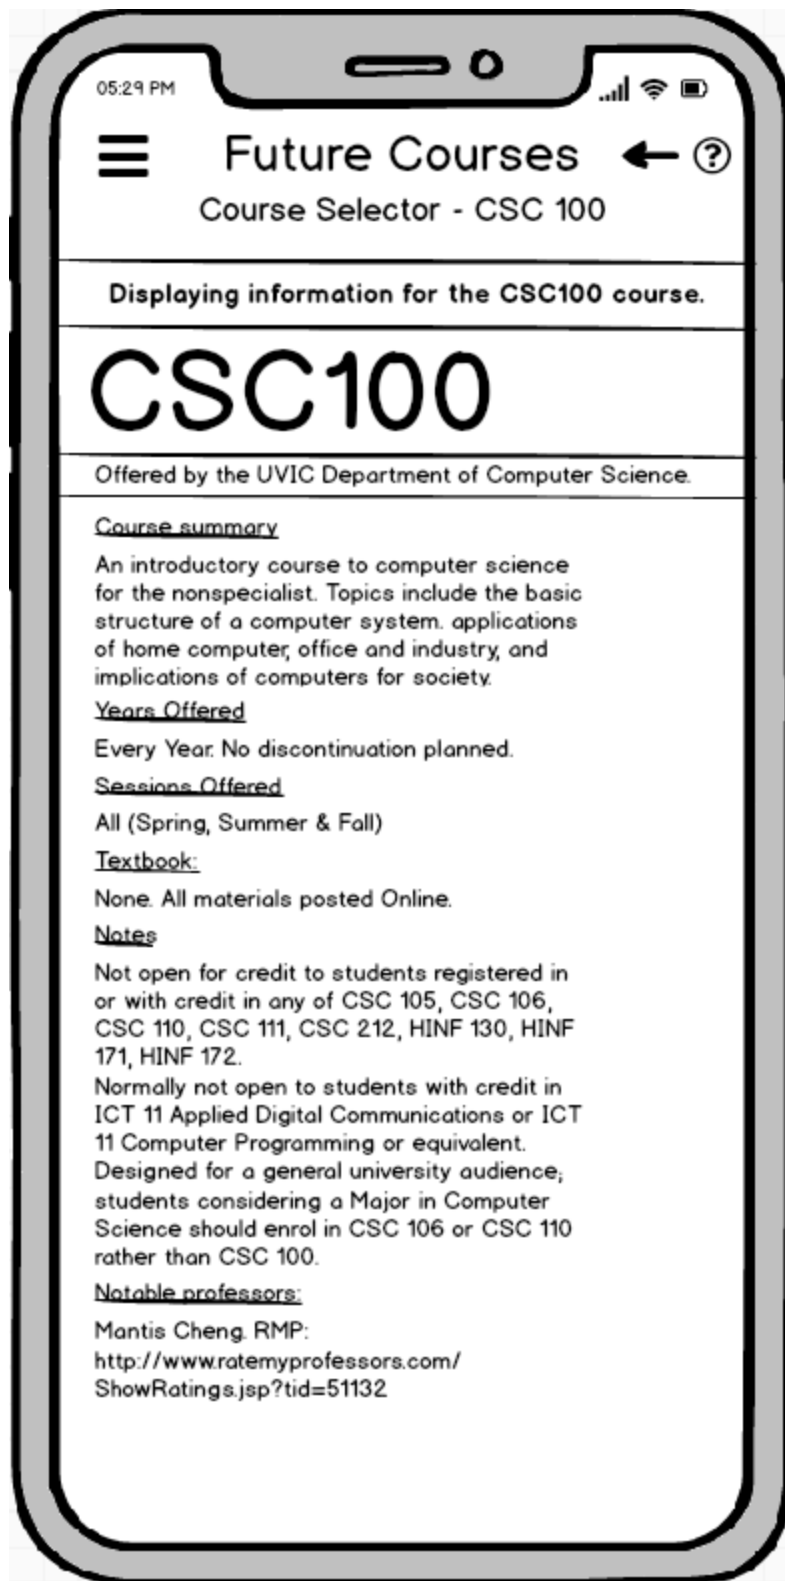 05:29 PM
Future Courses
Course Selector - CSC 100
Displaying information for the CSC100 course.
CSC100
Offered by the UVIC Department of Computer Science.
Course summary
An introductory course to computer science
for the nonspecialist. Topics include the basic
structure of a computer system. applications
of home computer, office and industry, and
implications of computers for society.
Years Offered
Every Year. No discontinuation planned.
Sessions Offered
All (Spring, Summer & Fall)
Textbook:
None. All materials posted Online.
Notes
Not open for credit to students registered in
or with credit in any of CSC 105, CSC 106,
CSC 110, CSC 111, CSC 212, HINF 130, HINF
171, HINF 172.
Normally not open to students with credit in
ICT 11 Applied Digital Communications or ICT
11 Computer Programming or equivalent.
Designed for a general university audience;
students considering a Major in Computer
Science should enrol in CSC 106 or CSC 110
rather than CSC 100.
Notable professors:
Mantis Cheng. RMP:
http://www.ratemyprofessors.com/
ShowRatings.jsp?tid=51132